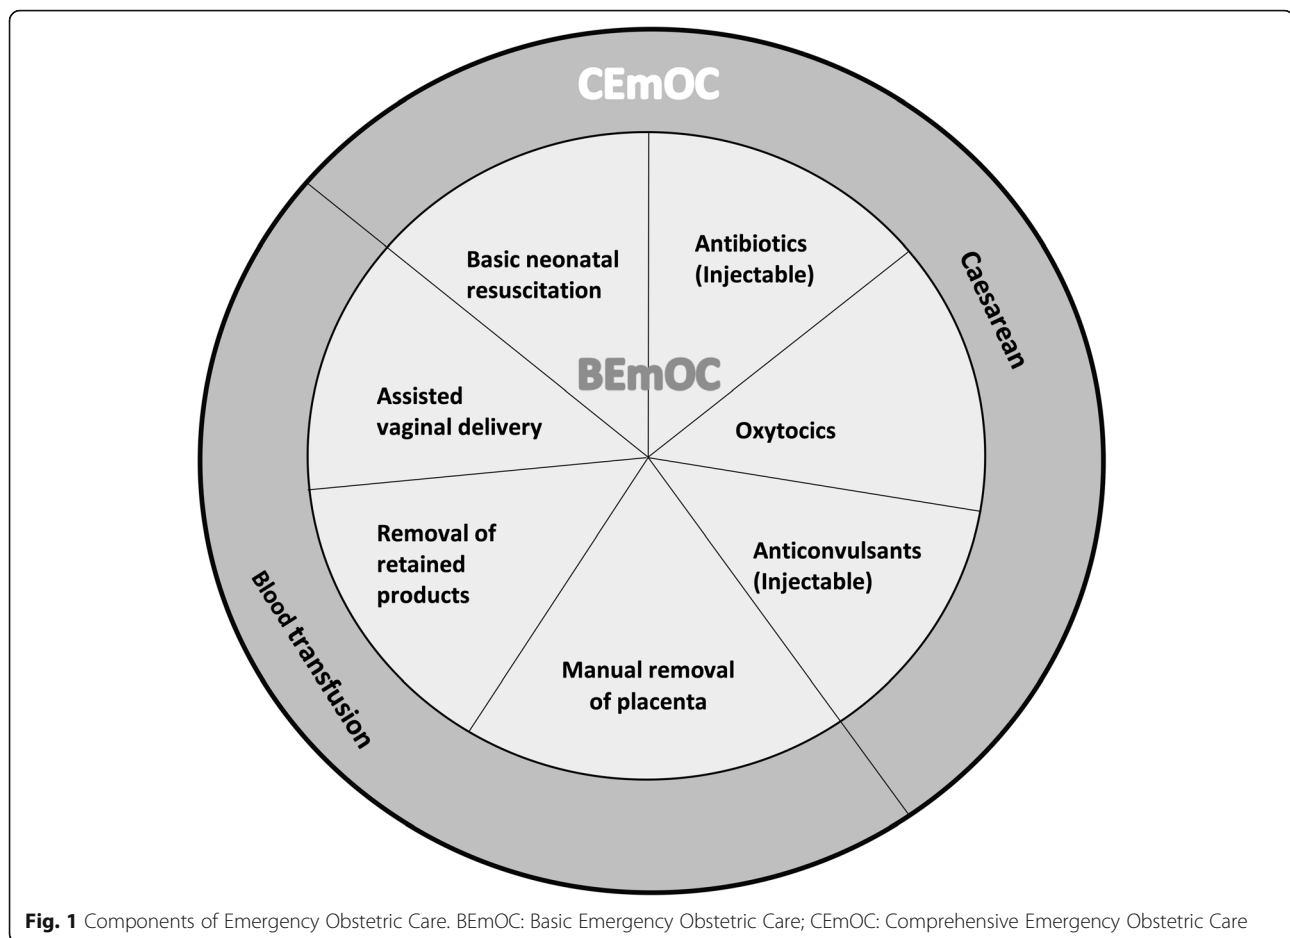 CEmOC
Basic neonatal
resuscitation
Antibiotics
(Injectable)
Caesarean
BEmOC
Assisted
vaginal delivery
Oxytocics
Removal of
retained
products
Anticonvulsants
(Injectable)
Blood transfusion
Manual removal
of placenta
Fig. 1 Components of Emergency Obstetric Care. BEmOC: Basic Emergency Obstetric Care; CEmOC: Comprehensive Emergency Obstetric Care